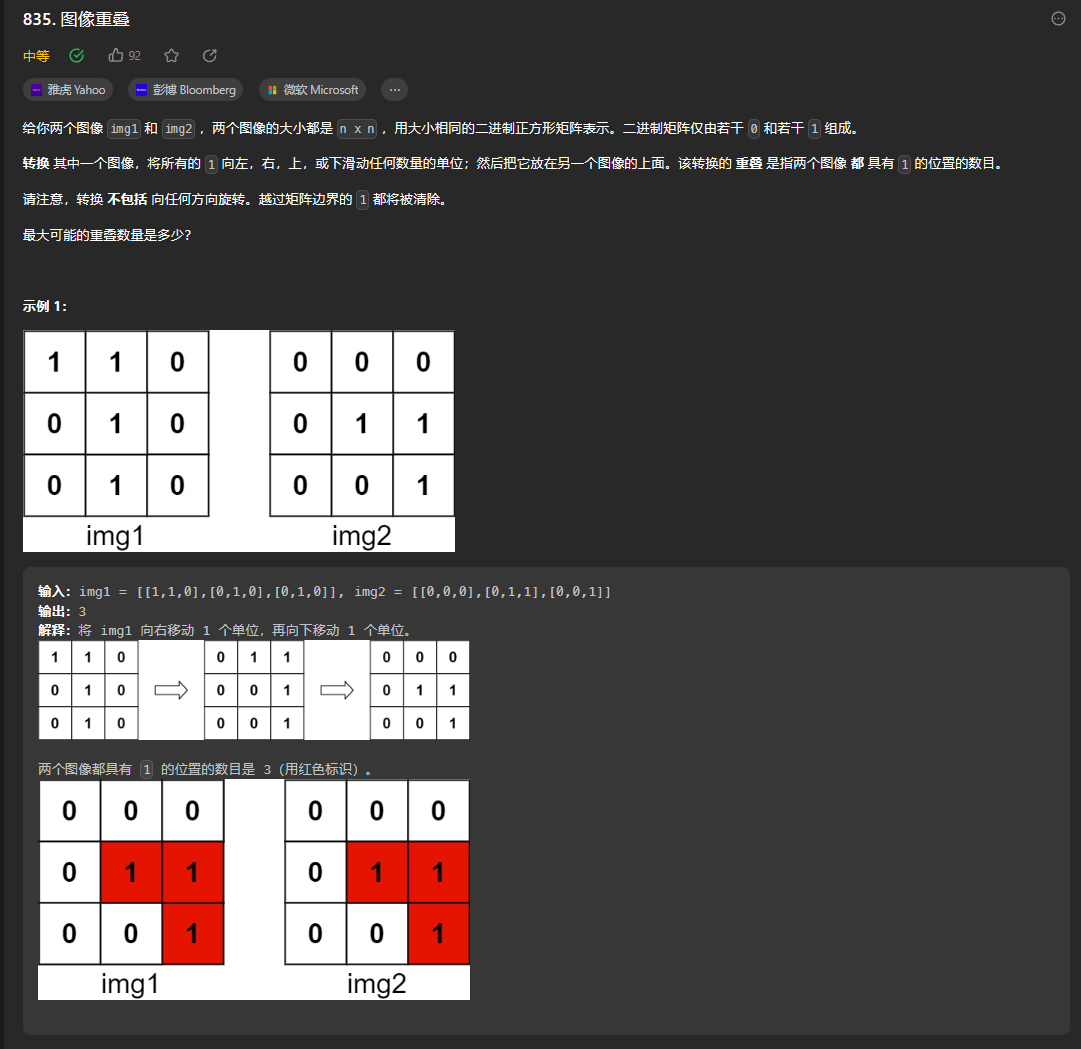 835. 图像重叠
中等 92
雅虎 Yahoo 彭博 Bloomberg 微软 Microsoft ...
给你两个图像 img1 和 img2 ，两个图像的大小都是 n x n ，用大小相同的二进制正方形矩阵表示。二进制矩阵仅由若干 0 和若干 1 组成。
转换 其中一个图像，将所有的 1 向左，右，上，或下滑动任何数量的单位；然后把它放在另一个图像的上面。该转换的 重叠 是指两个图像 都 具有 1 的位置的数目。
请注意，转换 不包括 向任何方向旋转。越过矩阵边界的 1 都将被清除。
最大可能的重叠数量是多少？
示例 1：
1 1 0 0 0 0
0 1 0 0 1 1
0 1 0 0 0 1
img1 img2
输入：img1 = [[1,1,0],[0,1,0],[0,1,0]], img2 = [[0,0,0],[0,1,1],[0,0,1]]
输出：3
解释：将 img1 向右移动 1 个单位，再向下移动 1 个单位。
1 1 0 0 1 1 0 0 0
0 1 0 0 0 1 0 1 1
0 1 0 0 0 1 0 0 1
两个图像都具有 1 的位置的数目是 3（用红色标识）。
0 0 0 0 0 0
0 1 1 0 1 1
0 0 1 0 0 1
img1 img2